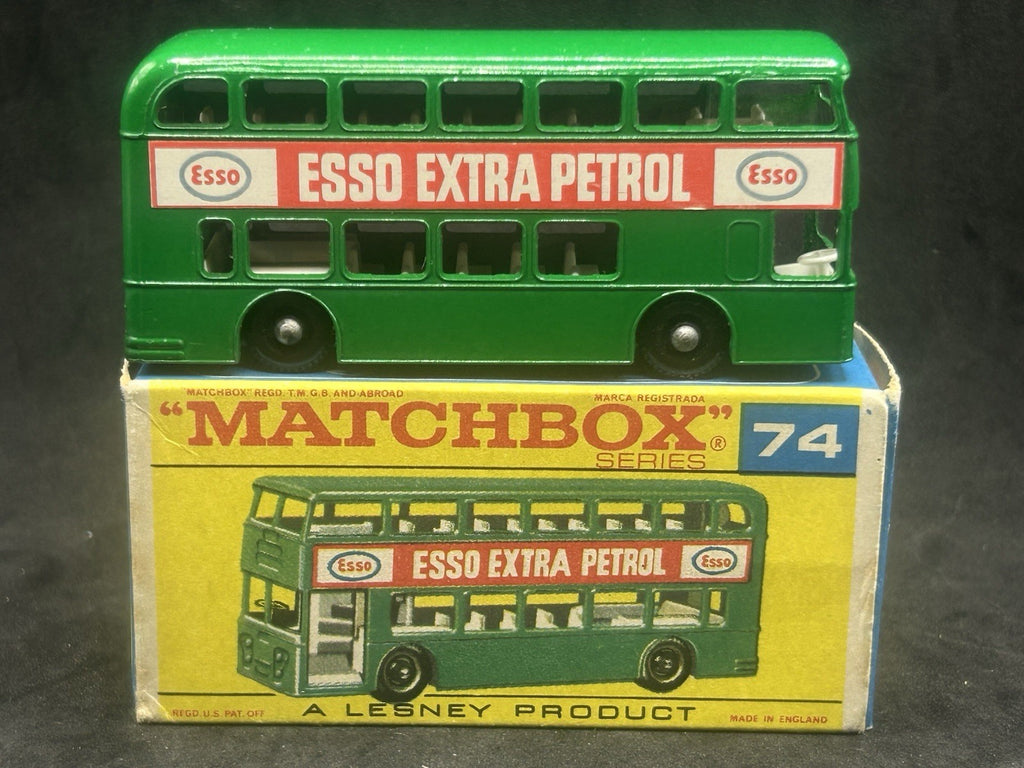 Esso ESSO EXTRA PETROL Esso
"MATCHBOX" REGD. T.M. G.B. AND ABROAD MARCA REGISTRADA
"MATCHBOX"®
SERIES
74
Esso ESSO EXTRA PETROL Esso
REGD. U.S. PAT. OFF A LESNEY PRODUCT MADE IN ENGLAND